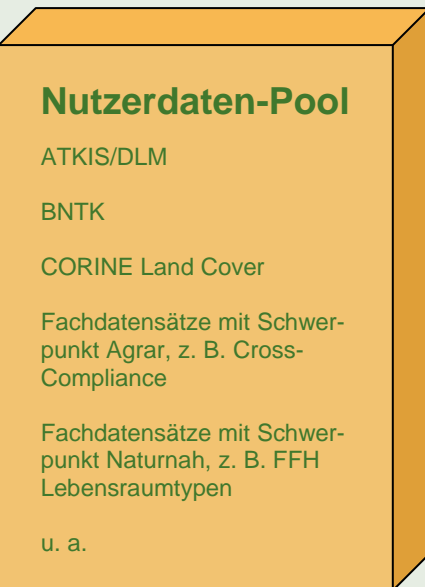 Nutzerdaten-Pool
ATKIS/DLM
BNTK
CORINE Land Cover
Fachdatensätze mit Schwer-
punkt Agrar, z. B. Cross-
Compliance
Fachdatensätze mit Schwer-
punkt Naturnah, z. B. FFH
Lebensraumtypen
u. a.